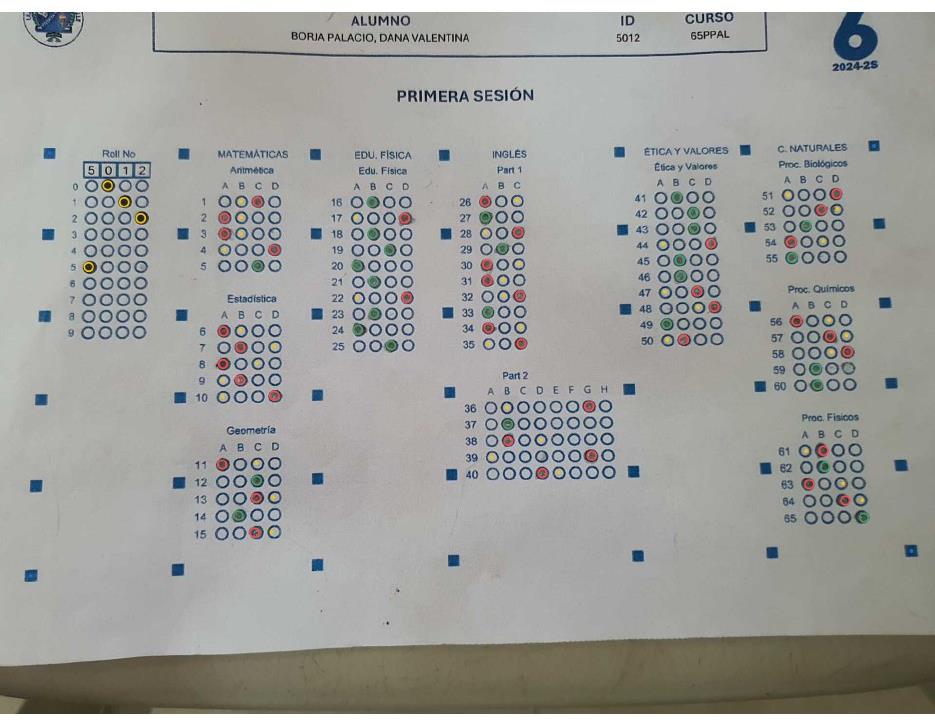 ALUMNO ID CURSO
BORJA PALACIO, DANA VALENTINA 5012 65PPAL
6
2024-2S
PRIMERA SESIÓN
Roll No
5 0 1 2
0
1
2
3
4
5
6
7
8
9
MATEMÁTICAS
Aritmética
A B C D
1
2
3
4
5
Estadística
6
7
8
9
10
Geometría
A B C D
11
12
13
14
15
EDU. FÍSICA
Edu. Física
A B C D
16
17
18
19
20
21
22
23
24
25
INGLÉS
Part 1
A B C
26
27
28
29
30
31
32
33
34
35
Part 2
A B C D E F G H
36
37
38
39
40
ÉTICA Y VALORES
Ética y Valores
A B C D
41
42
43
44
45
46
47
48
49
50
C. NATURALES
Proc. Biológicos
A B C D
51
52
53
54
55
Proc. Químicos
A B C D
56
57
58
59
60
Proc. Físicos
A B C D
61
62
63
64
65